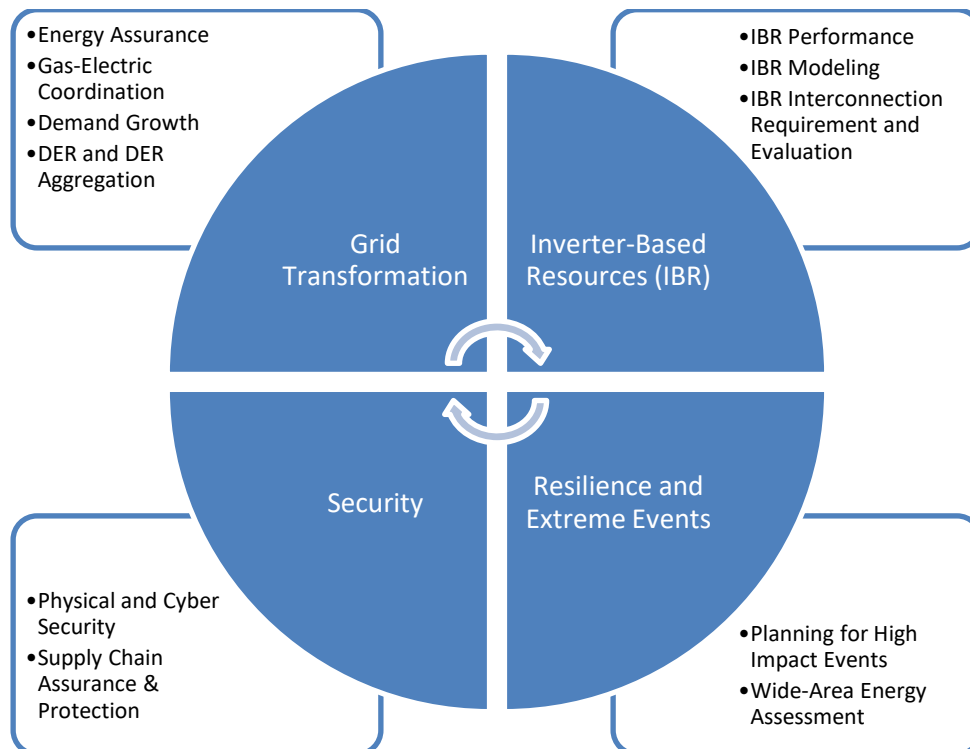 •Energy Assurance
•Gas-Electric
Coordination
•Demand Growth
•DER and DER
Aggregation
•IBR Performance
•IBR Modeling
•IBR Interconnection
Requirement and
Evaluation
Grid
Transformation
Inverter-Based
Resources (IBR)
Security
Resilience and
Extreme Events
•Physical and Cyber
Security
•Supply Chain
Assurance &
Protection
•Planning for High
Impact Events
•Wide-Area Energy
Assessment